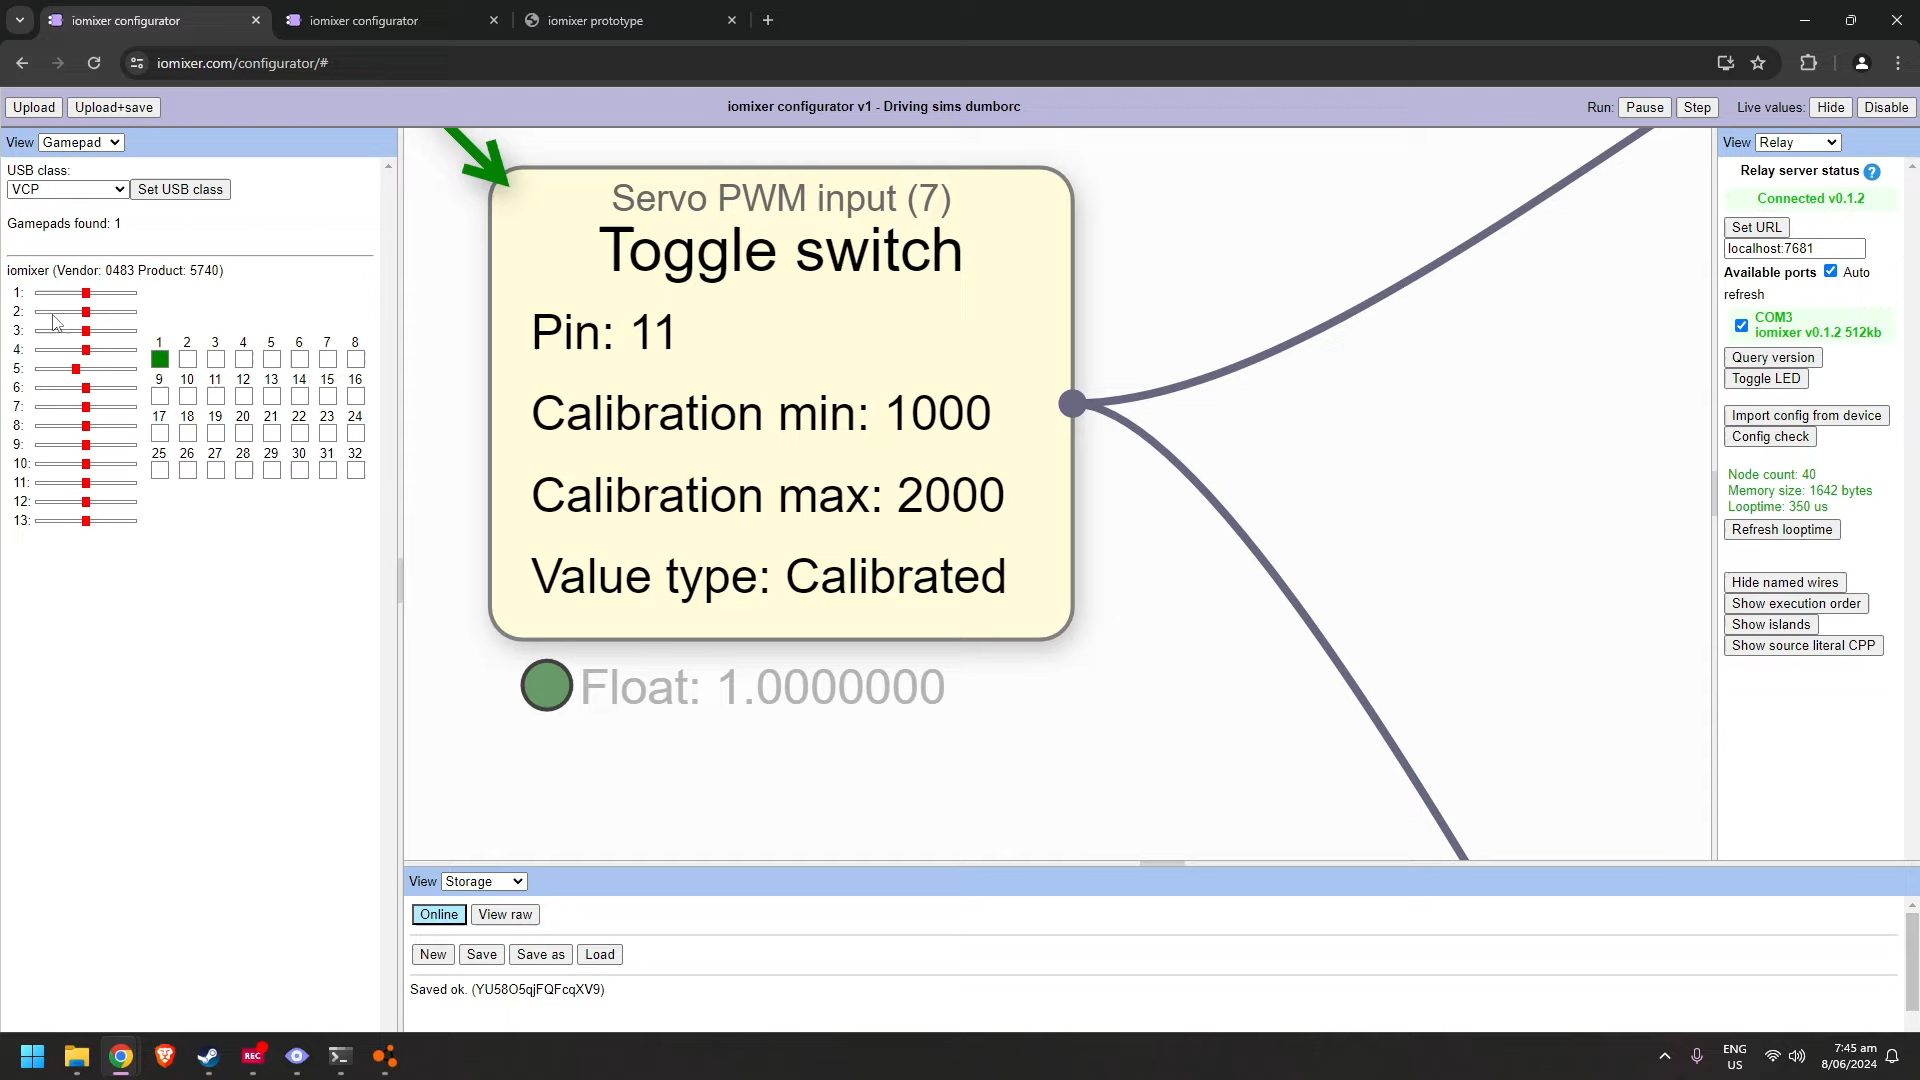 iomixer configurator
iomixer configurator
iomixer prototype
iomixer.com/configurator/#
Upload
Upload+save
iomixer configurator v1 - Driving sims dumborc
Run:
Pause
Step
Live values:
Hide
Disable
View
Gamepad
USB class:
VCP
Set USB class
Gamepads found: 1
iomixer (Vendor: 0483 Product: 5740)
1:
2:
3:
4:
5:
6:
7:
8:
9:
10:
11:
12:
13:
1 2 3 4 5 6 7 8
9 10 11 12 13 14 15 16
17 18 19 20 21 22 23 24
25 26 27 28 29 30 31 32
Servo PWM input (7)
Toggle switch
Pin: 11
Calibration min: 1000
Calibration max: 2000
Value type: Calibrated
Float: 1.0000000
View
Relay
Relay server status ?
Connected v0.1.2
Set URL
localhost:7681
Available ports
Auto
refresh
COM3
iomixer v0.1.2 512kb
Query version
Toggle LED
Import config from device
Config check
Node count: 40
Memory size: 1642 bytes
Looptime: 350 us
Refresh looptime
Hide named wires
Show execution order
Show islands
Show source literal CPP
View
Storage
Online
View raw
New
Save
Save as
Load
Saved ok. (YU58O5qjFQFcqXV9)
REC
ENG
US
7:45 am
8/06/2024